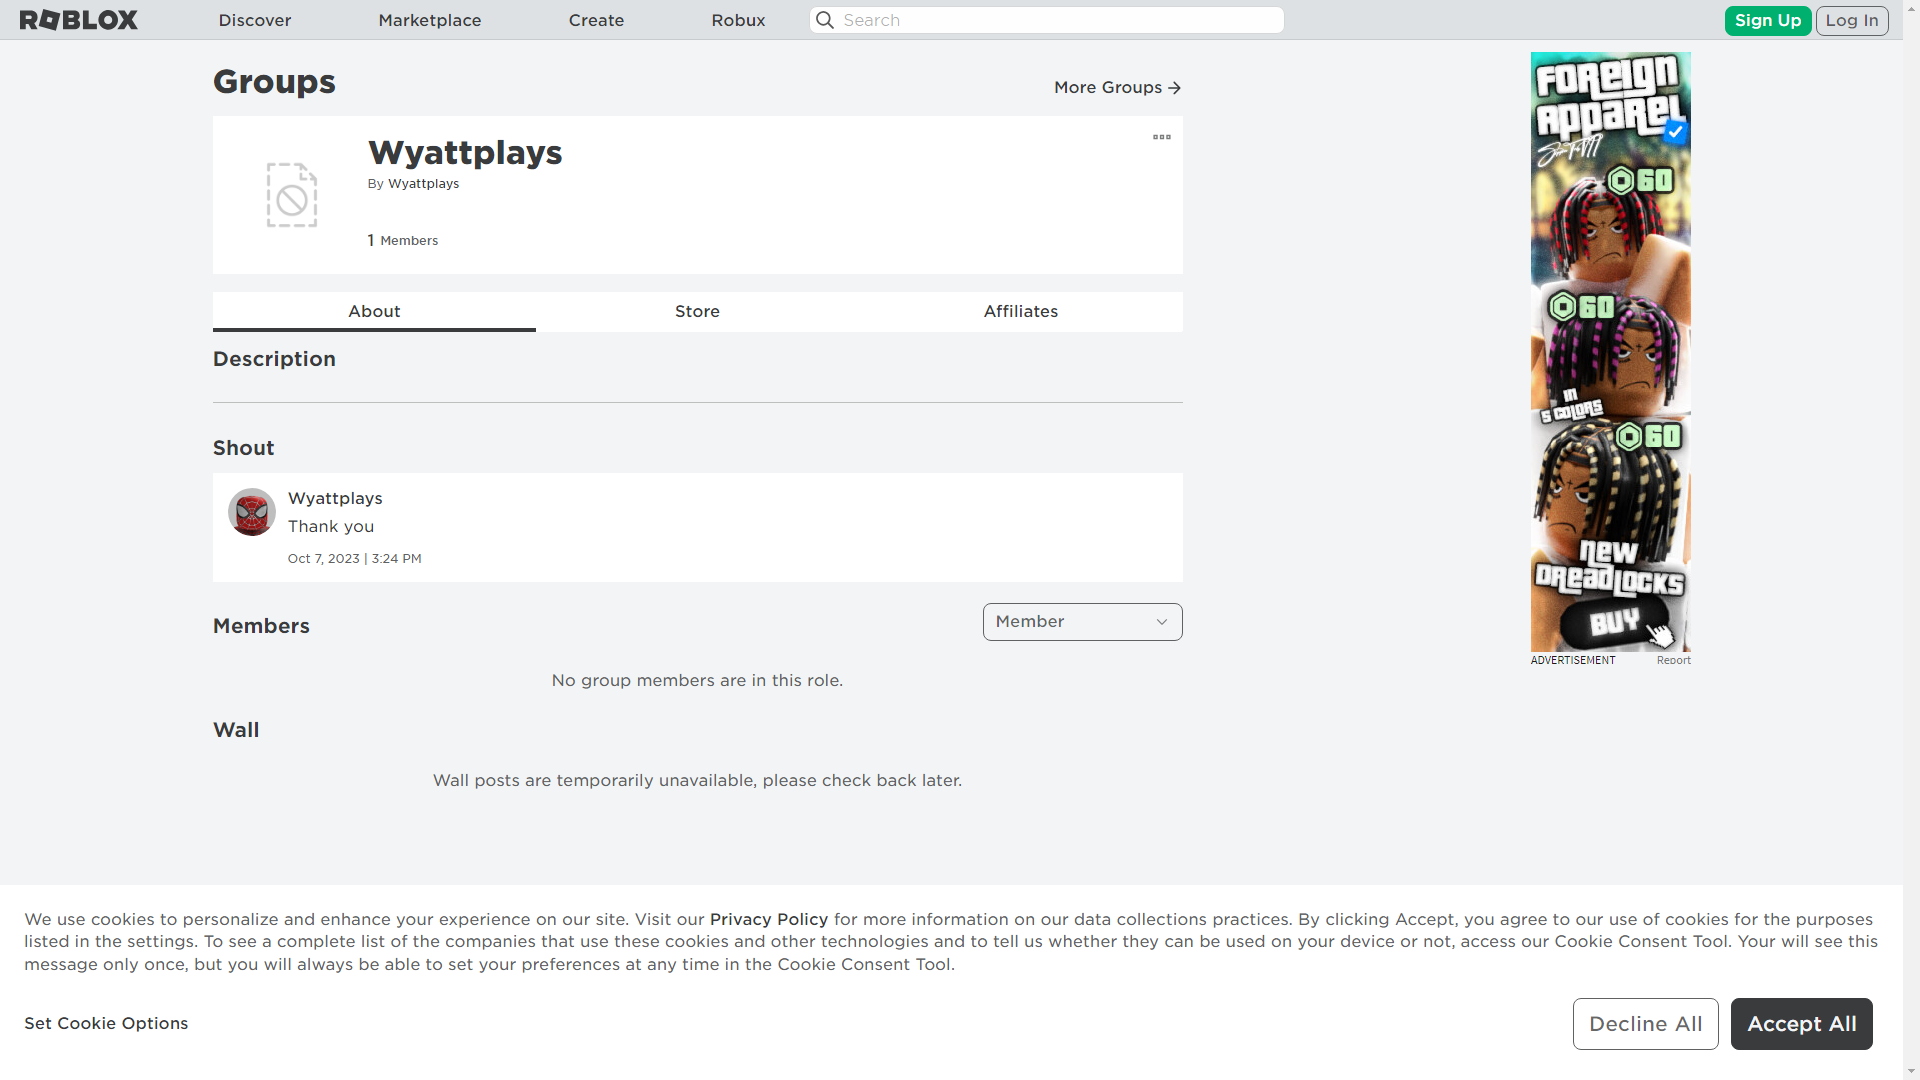 ROBLOX
Discover
Marketplace
Create
Robux
Search
Sign Up
Log In
Groups
More Groups
Wyattplays
By Wyattplays
1 Members
About
Store
Affiliates
Description
Shout
Wyattplays
Thank you
Oct 7, 2023 | 3:24 PM
Members
Member
No group members are in this role.
Wall
Wall posts are temporarily unavailable, please check back later.
FOREIGN
APPAREL
60
60
IN
5 COLORS
60
NEW
DREADLOCKS
BUY
ADVERTISEMENT
Report
We use cookies to personalize and enhance your experience on our site. Visit our Privacy Policy for more information on our data collections practices. By clicking Accept, you agree to our use of cookies for the purposes
listed in the settings. To see a complete list of the companies that use these cookies and other technologies and to tell us whether they can be used on your device or not, access our Cookie Consent Tool. Your will see this
message only once, but you will always be able to set your preferences at any time in the Cookie Consent Tool.
Set Cookie Options
Decline All
Accept All